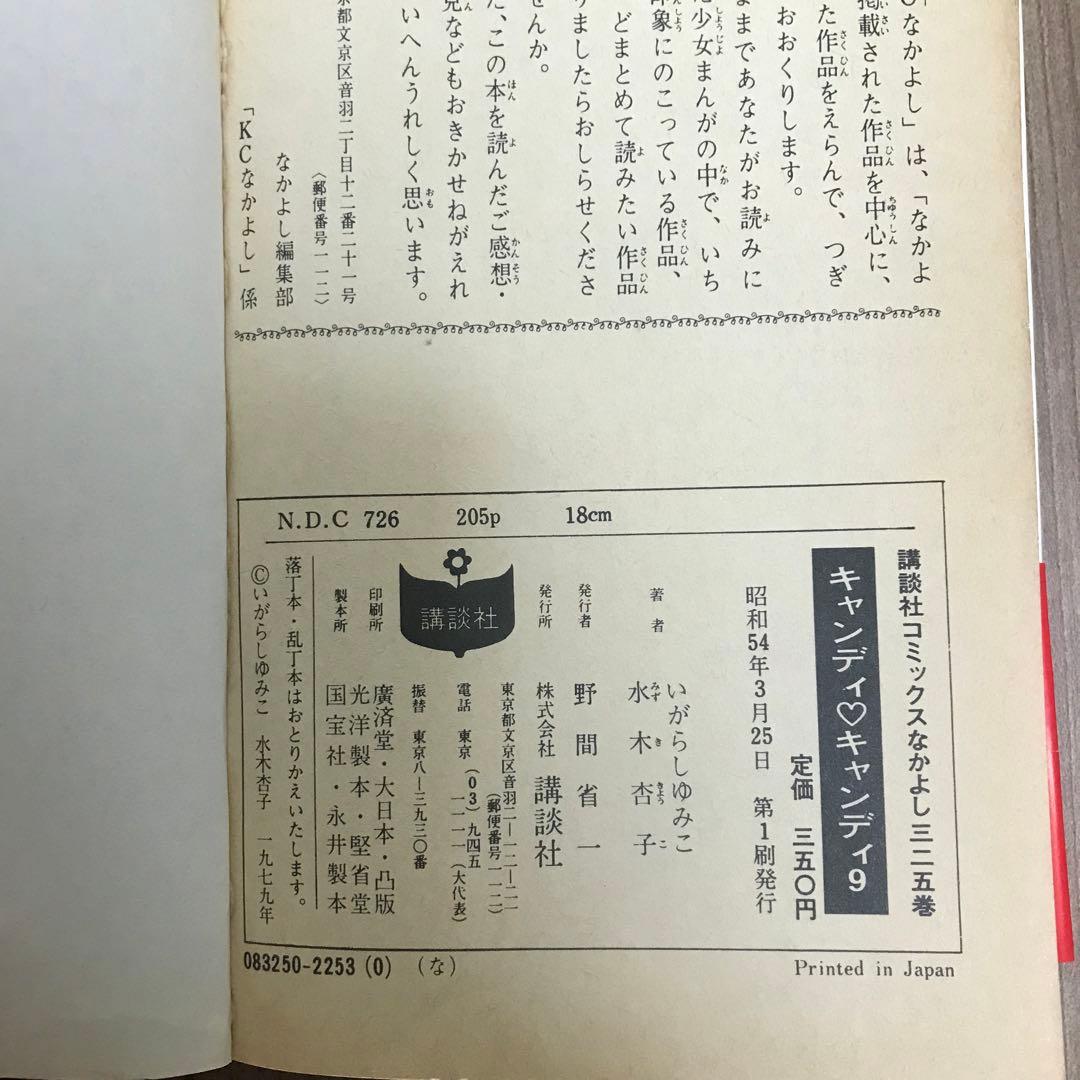 」なかよし」は、「なかよ
掲載された作品を中心に、
た作品をえらんで、つぎ
おおくりします。
ままであなたがお読みに
少女まんがの中で、いち
印象にのこっている作品、
どまとめて読みたい作品
りましたらおしらせくださ
せんか。
た、この本を読んだご感想・
見などもおきかせねがえれ
いへんうれしく思います。
京都文京区音羽二丁目十二番二十一号
〈郵便番号一一二〉
なかよし編集部
「KCなかよし」係
N.D.C 726 205p 18cm
講談社コミックスなかよし 三二五巻
キャンディ♡キャンディ9
定価 三五〇円
昭和54年3月25日 第1刷発行
著者 いがらしゆみこ
水木杏子
発行者 野間省一
発行所 株式会社 講談社
東京都文京区音羽二ー一二ー二一
(郵便番号一一二)
電話 東京(03)九四五
一一一一(大代表)
振替 東京八ー三九三〇番
講談社
印刷所 廣済堂・大日本・凸版
製本所 光洋製本・堅省堂
国宝社・永井製本
落丁本・乱丁本はおとりかえいたします。
©いがらしゆみこ 水木杏子 一九七九年
083250-2253 (0) (な)
Printed in Japan